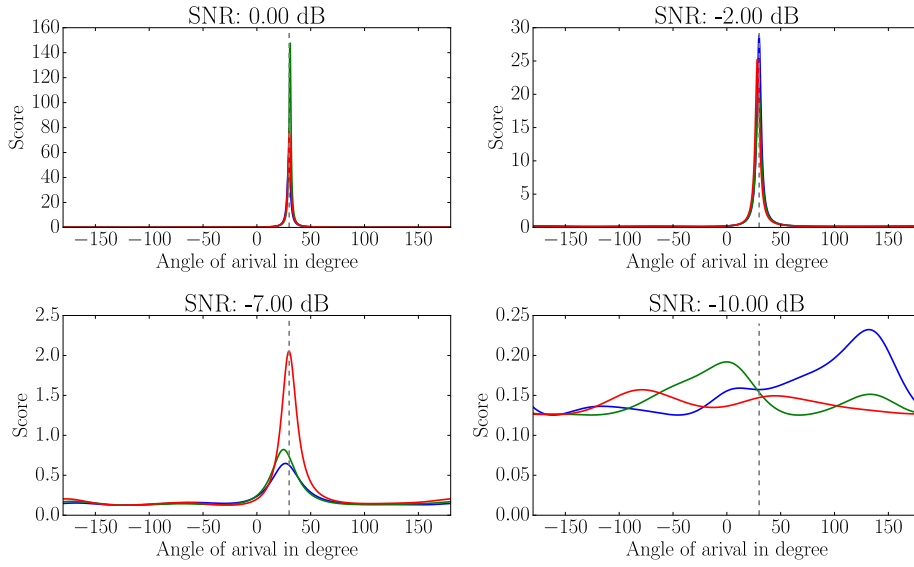 SNR: 0.00 dB
160
140
120
100
80
60
40
20
0
Score
−150 −100 −50 0 50 100 150
Angle of arival in degree
SNR: -2.00 dB
30
25
20
15
10
5
0
Score
−150 −100 −50 0 50 100 150
Angle of arival in degree
SNR: -7.00 dB
2.5
2.0
1.5
1.0
0.5
0.0
Score
−150 −100 −50 0 50 100 150
Angle of arival in degree
SNR: -10.00 dB
0.25
0.20
0.15
0.10
0.05
0.00
Score
−150 −100 −50 0 50 100 150
Angle of arival in degree